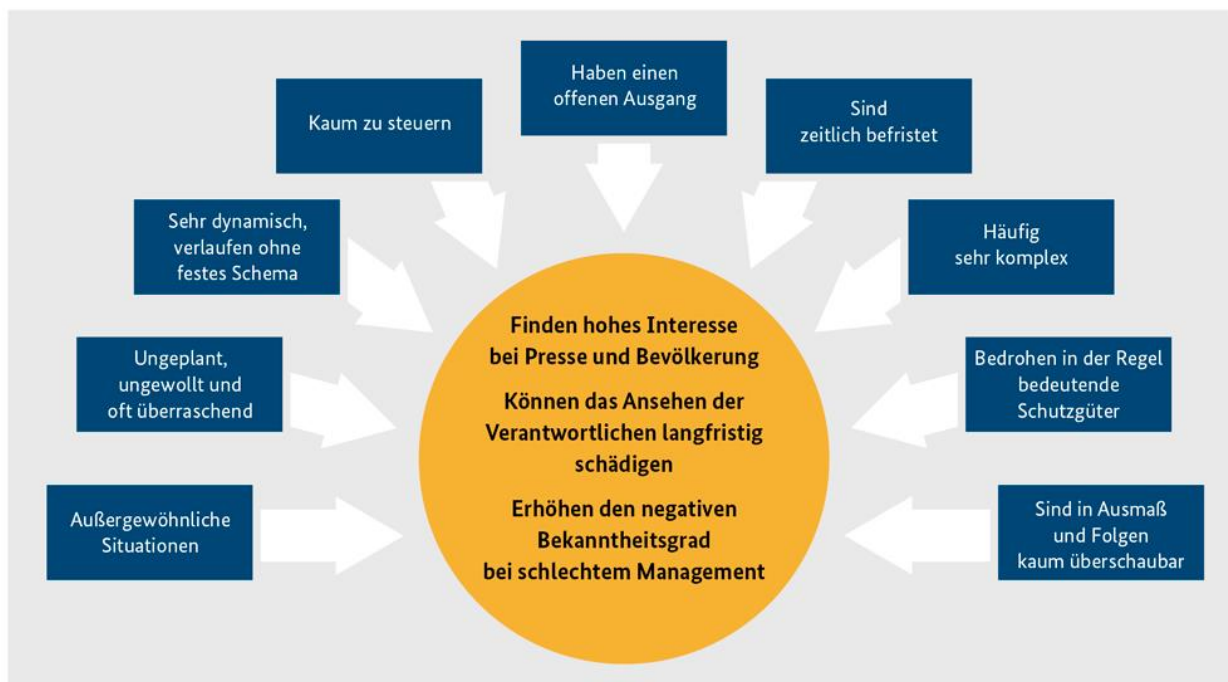 Haben einen
offenen Ausgang
Kaum zu steuern
Sind
zeitlich befristet
Sehr dynamisch,
verlaufen ohne
festes Schema
Häufig
sehr komplex
Ungeplant,
ungewollt und
oft überraschend
Bedrohen in der Regel
bedeutende
Schutzgüter
Außergewöhnliche
Situationen
Sind in Ausmaß
und Folgen
kaum überschaubar
Finden hohes Interesse
bei Presse und Bevölkerung
Können das Ansehen der
Verantwortlichen langfristig
schädigen
Erhöhen den negativen
Bekanntheitsgrad
bei schlechtem Management